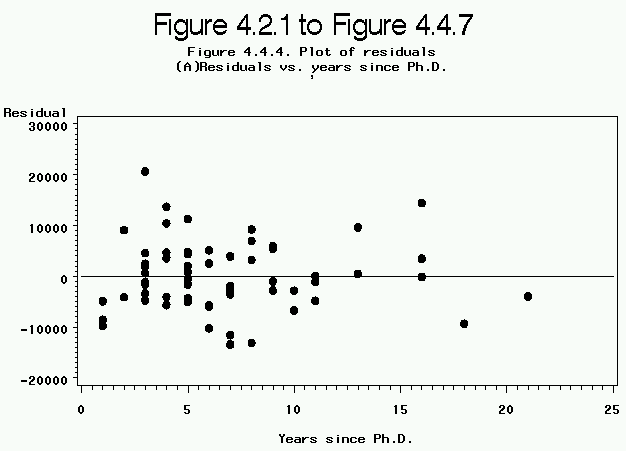 Figure 4.2.1 to Figure 4.4.7
Figure 4.4.4. Plot of residuals
(A)Residuals vs. years since Ph.D.
,
Residual
30000
20000
10000
0
-10000
-20000
0 5 10 15 20 25
Years since Ph.D.